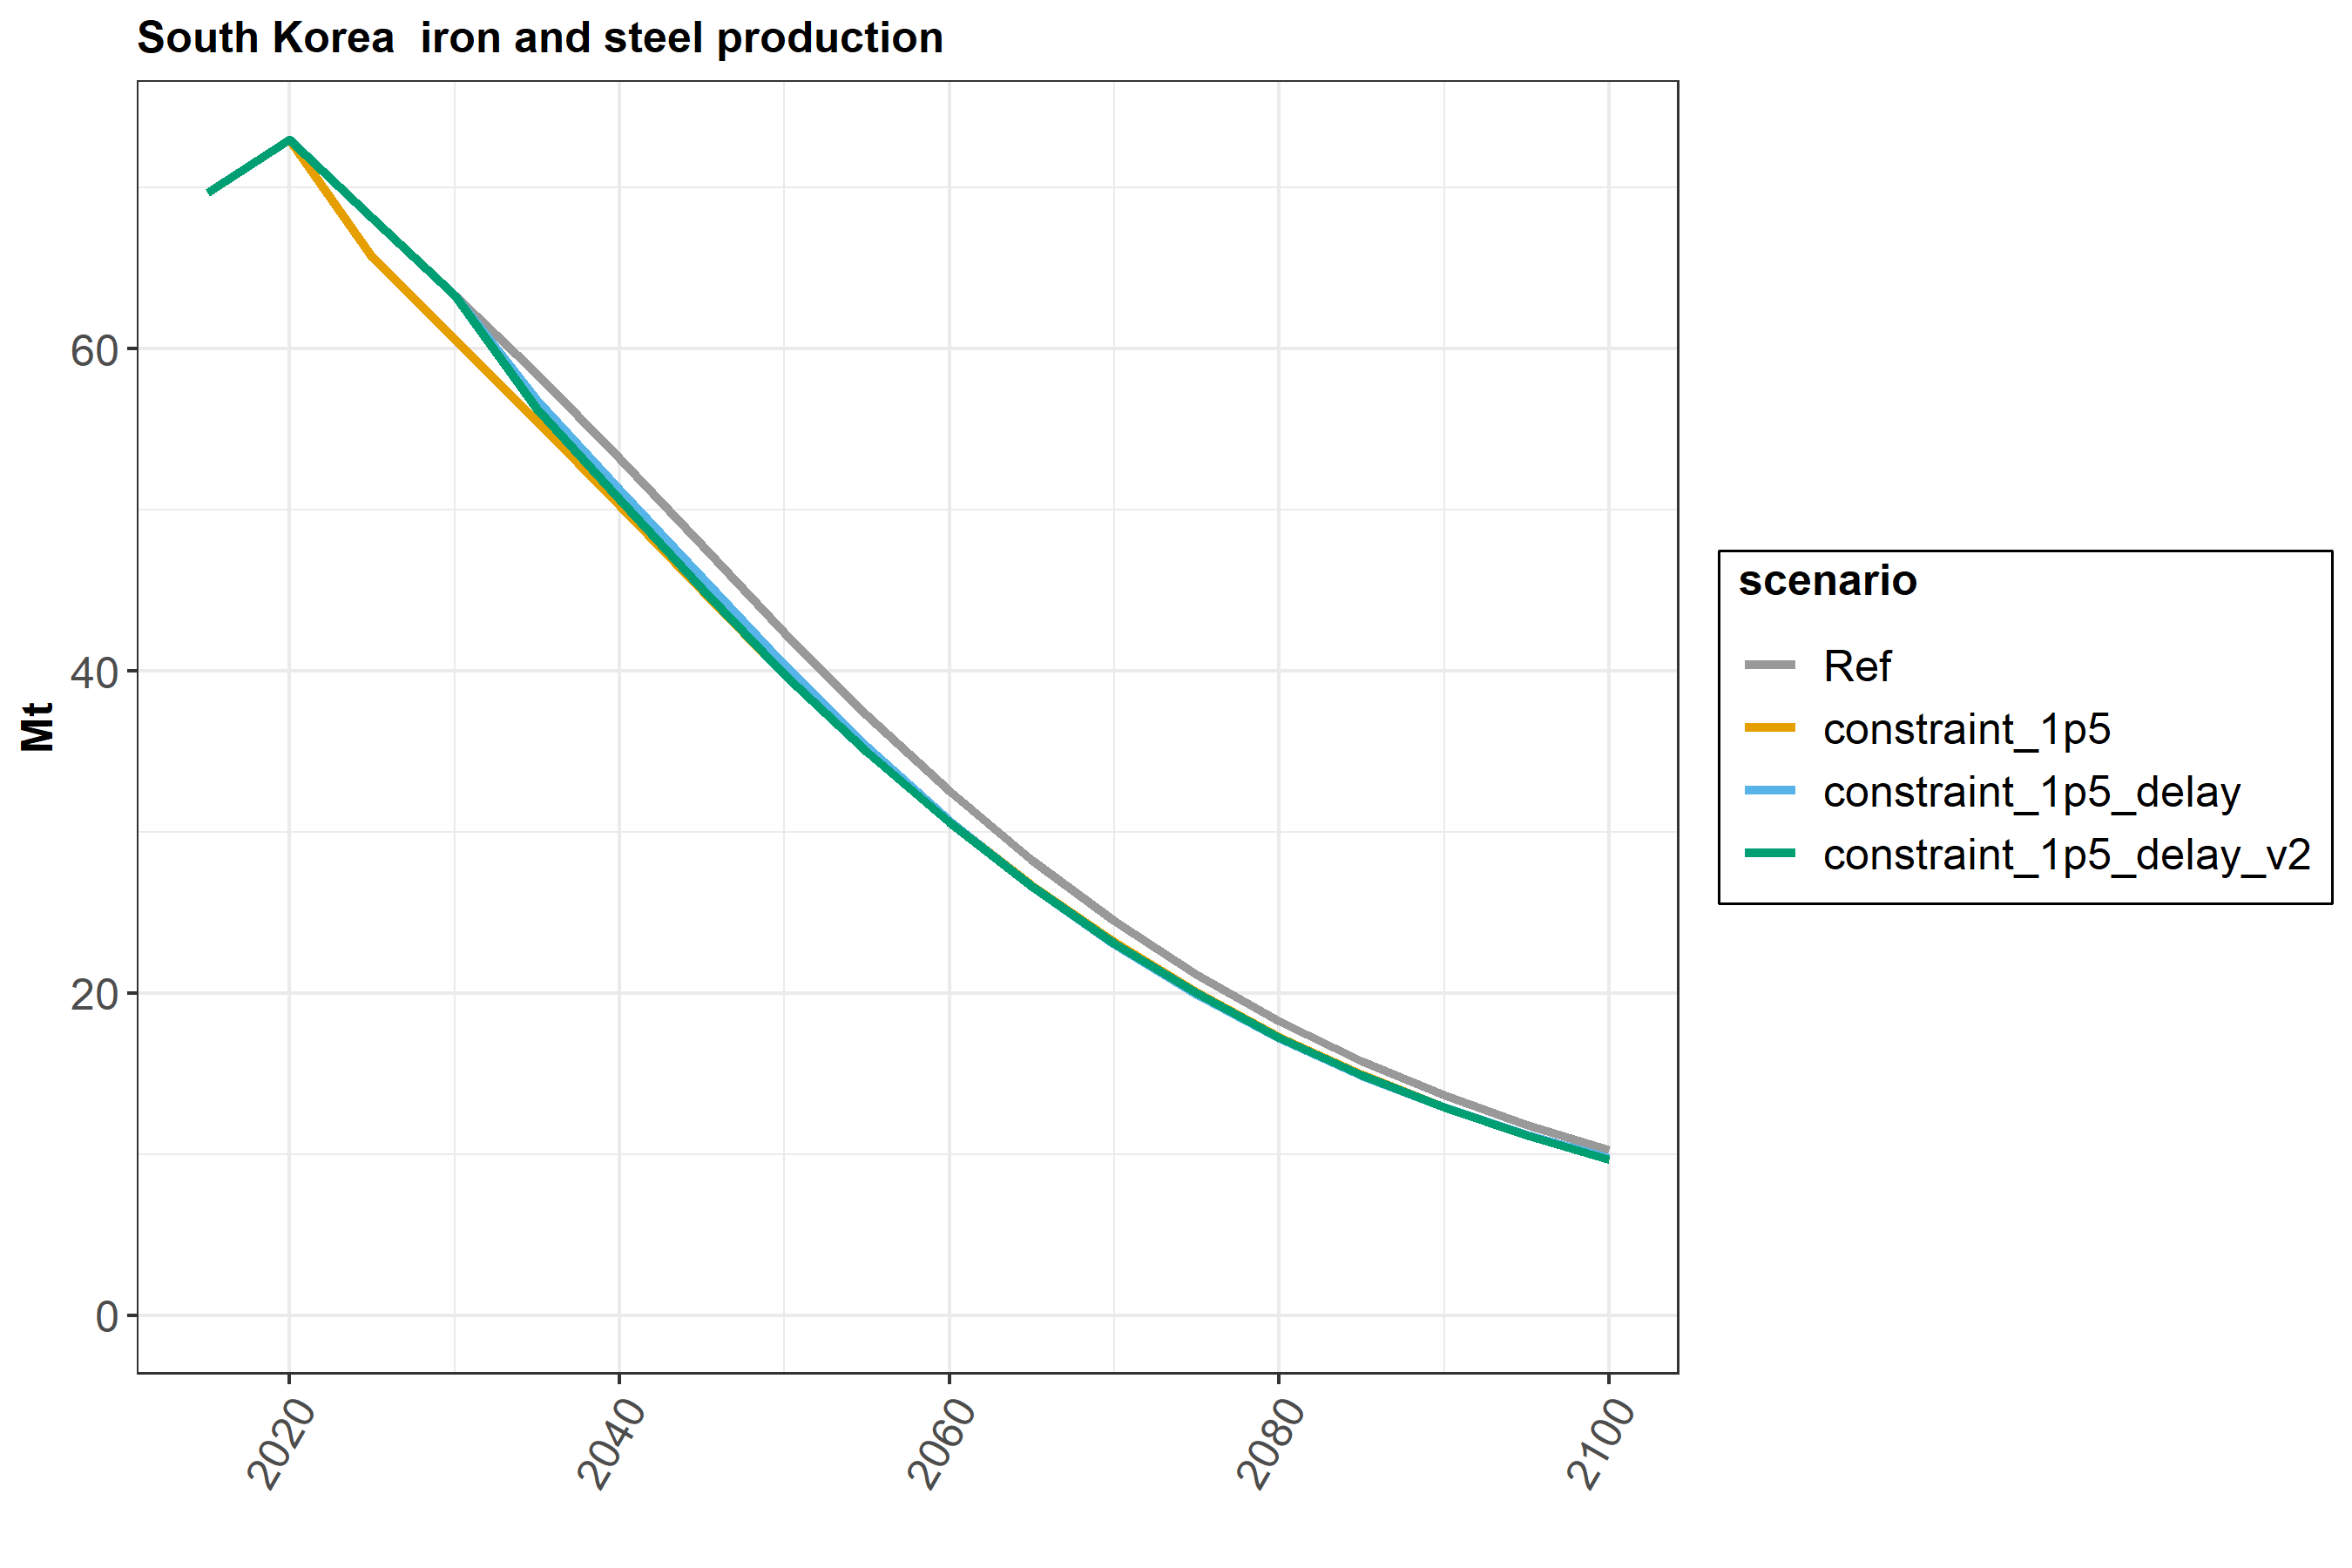 South Korea  iron and steel production
Mt
60
40
20
0
2020
2040
2060
2080
2100
scenario
Ref
constraint_1p5
constraint_1p5_delay
constraint_1p5_delay_v2